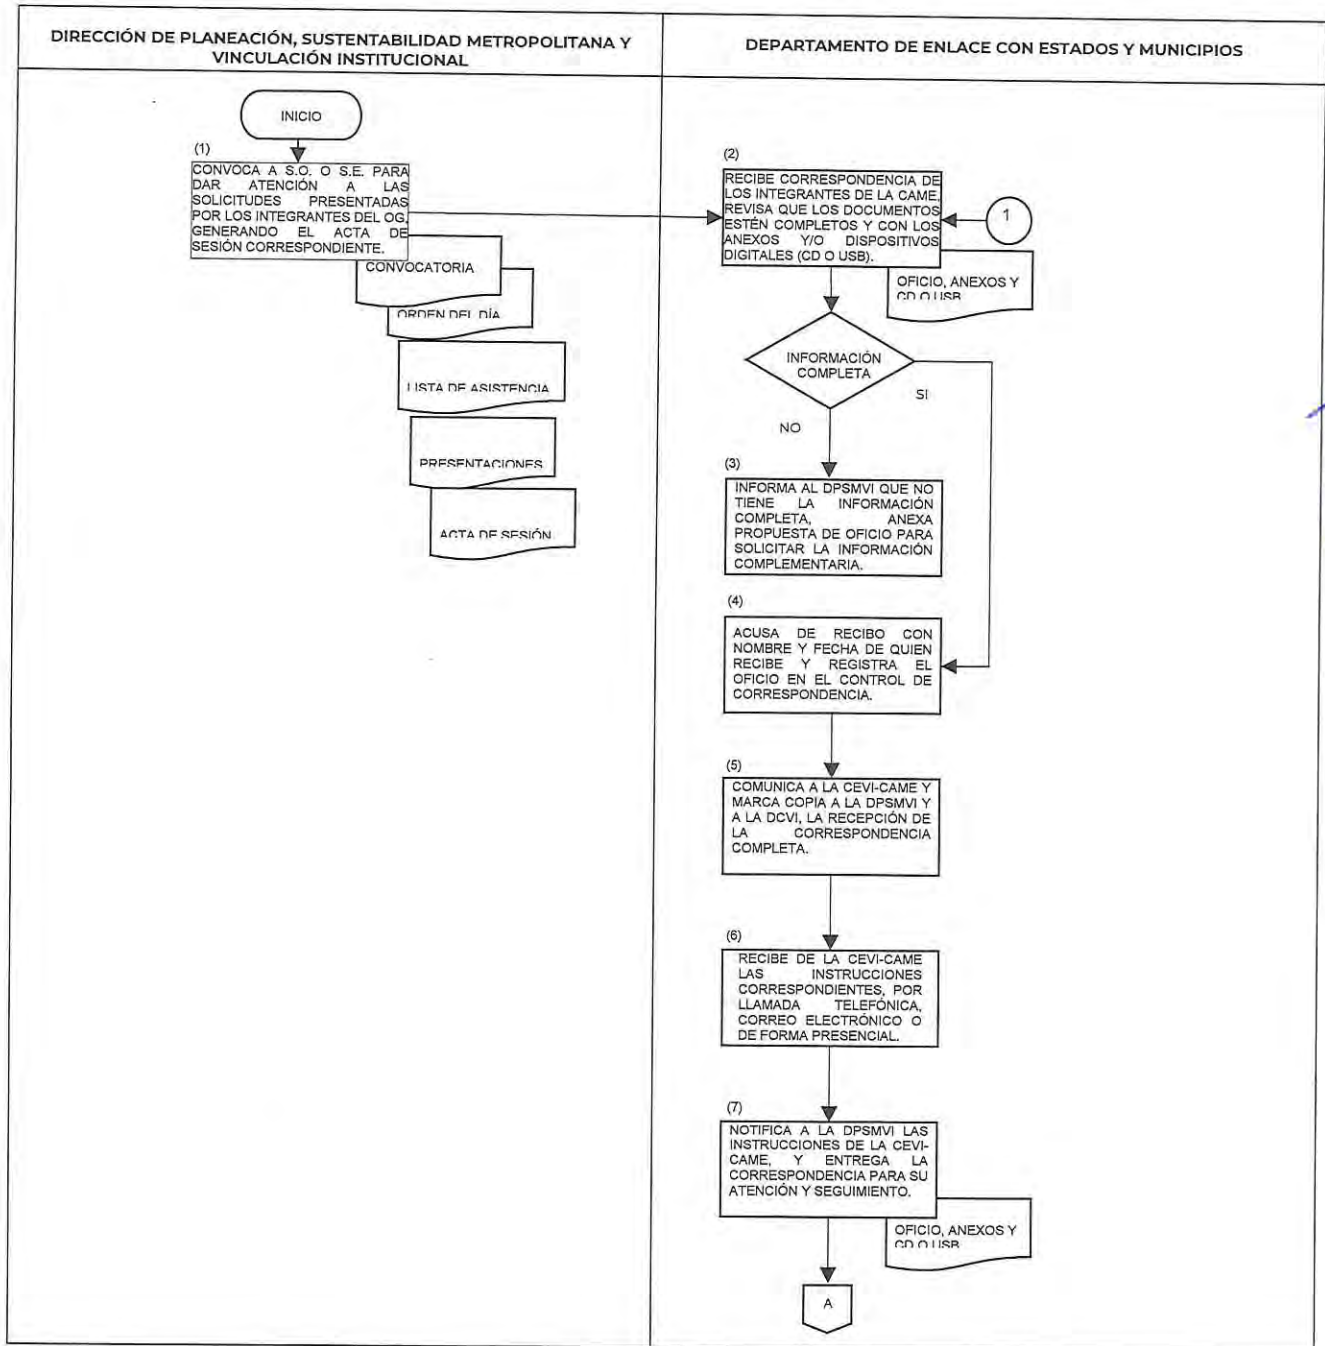 DIRECCIÓN DE PLANEACIÓN, SUSTENTABILIDAD METROPOLITANA Y
VINCULACIÓN INSTITUCIONAL
DEPARTAMENTO DE ENLACE CON ESTADOS Y MUNICIPIOS
INICIO
(1)
CONVOCA A S.O. O S.E. PARA
DAR ATENCIÓN A LAS
SOLICITUDES PRESENTADAS
POR LOS INTEGRANTES DEL OG,
GENERANDO EL ACTA DE
SESIÓN CORRESPONDIENTE.
CONVOCATORIA
ORDEN DEL DÍA
LISTA DE ASISTENCIA
PRESENTACIONES
ACTA DE SESIÓN
(2)
RECIBE CORRESPONDENCIA DE
LOS INTEGRANTES DE LA CAME,
REVISA QUE LOS DOCUMENTOS
ESTÉN COMPLETOS Y CON LOS
ANEXOS Y/O DISPOSITIVOS
DIGITALES (CD O USB).
1
OFICIO, ANEXOS Y
CD O USB
INFORMACIÓN
COMPLETA
SI
NO
(3)
INFORMA AL DPSMVI QUE NO
TIENE LA INFORMACIÓN
COMPLETA, ANEXA
PROPUESTA DE OFICIO PARA
SOLICITAR LA INFORMACIÓN
COMPLEMENTARIA.
(4)
ACUSA DE RECIBO CON
NOMBRE Y FECHA DE QUIEN
RECIBE Y REGISTRA EL
OFICIO EN EL CONTROL DE
CORRESPONDENCIA.
(5)
COMUNICA A LA CEVI-CAME Y
MARCA COPIA A LA DPSMVI Y
A LA DCVI, LA RECEPCIÓN DE
LA CORRESPONDENCIA
COMPLETA.
(6)
RECIBE DE LA CEVI-CAME
LAS INSTRUCCIONES
CORRESPONDIENTES, POR
LLAMADA TELEFÓNICA,
CORREO ELECTRÓNICO O
DE FORMA PRESENCIAL.
(7)
NOTIFICA A LA DPSMVI LAS
INSTRUCCIONES DE LA CEVI-
CAME, Y ENTREGA LA
CORRESPONDENCIA PARA SU
ATENCIÓN Y SEGUIMIENTO.
OFICIO, ANEXOS Y
CD O USB
A